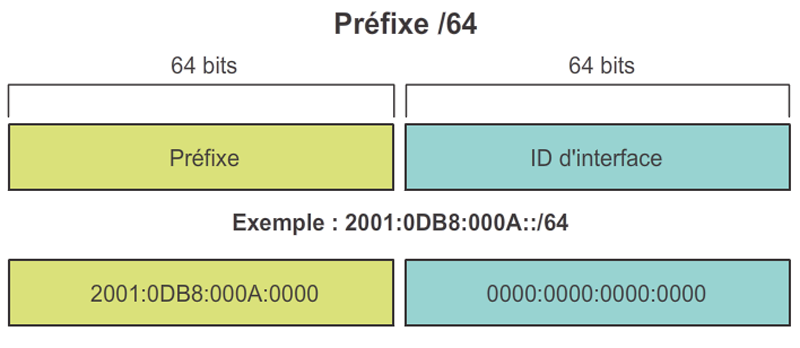 Préfixe /64
64 bits 64 bits
Préfixe ID d'interface
Exemple : 2001:0DB8:000A::/64
2001:0DB8:000A:0000 0000:0000:0000:0000